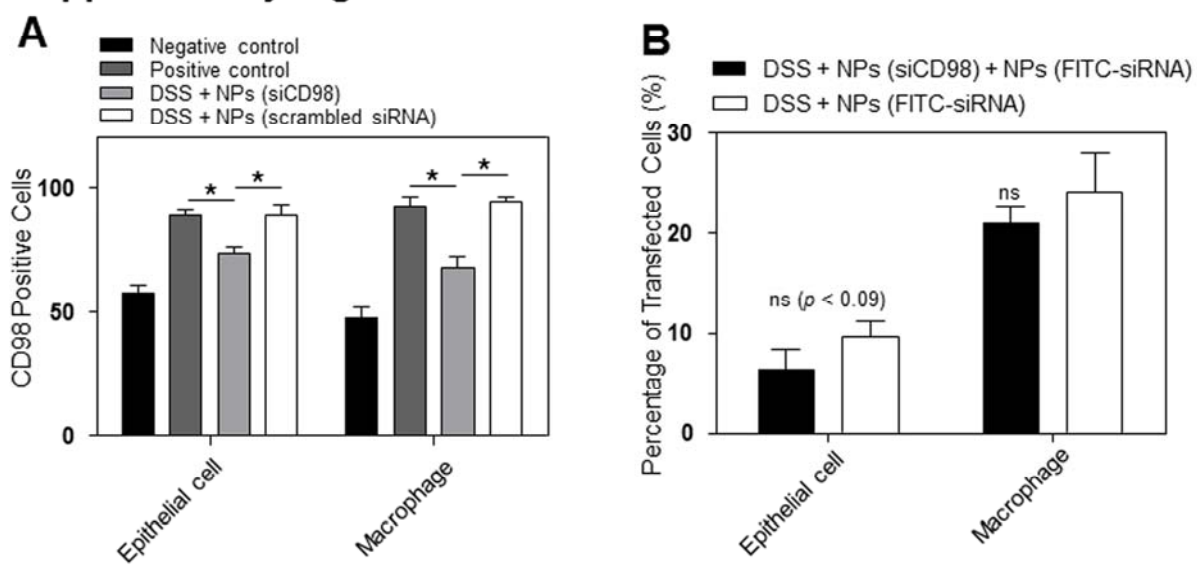 A
Negative control
Positive control
DSS + NPs (siCD98)
DSS + NPs (scrambled siRNA)
CD98 Positive Cells
100
50
0
* * * *
Epithelial cell
Macrophage
B
DSS + NPs (siCD98) + NPs (FITC-siRNA)
DSS + NPs (FITC-siRNA)
Percentage of Transfected Cells (%)
30
20
10
0
ns (p < 0.09)
ns
Epithelial cell
Macrophage